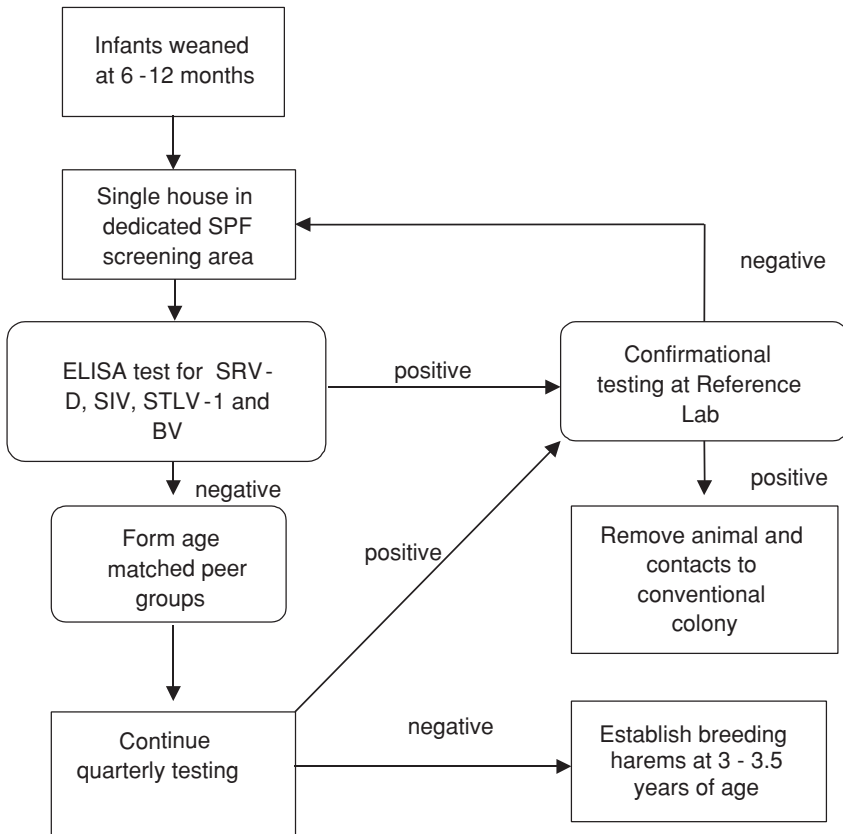 Infants weaned
at 6 - 12 months
Single house in
dedicated SPF
screening area
negative
ELISA test for SRV-
D, SIV, STLV-1 and
BV
positive
Confirmational
testing at Reference
Lab
negative
positive
Form age
matched peer
groups
positive
Remove animal and
contacts to
conventional
colony
Continue
quarterly testing
negative
Establish breeding
harems at 3 - 3.5
years of age